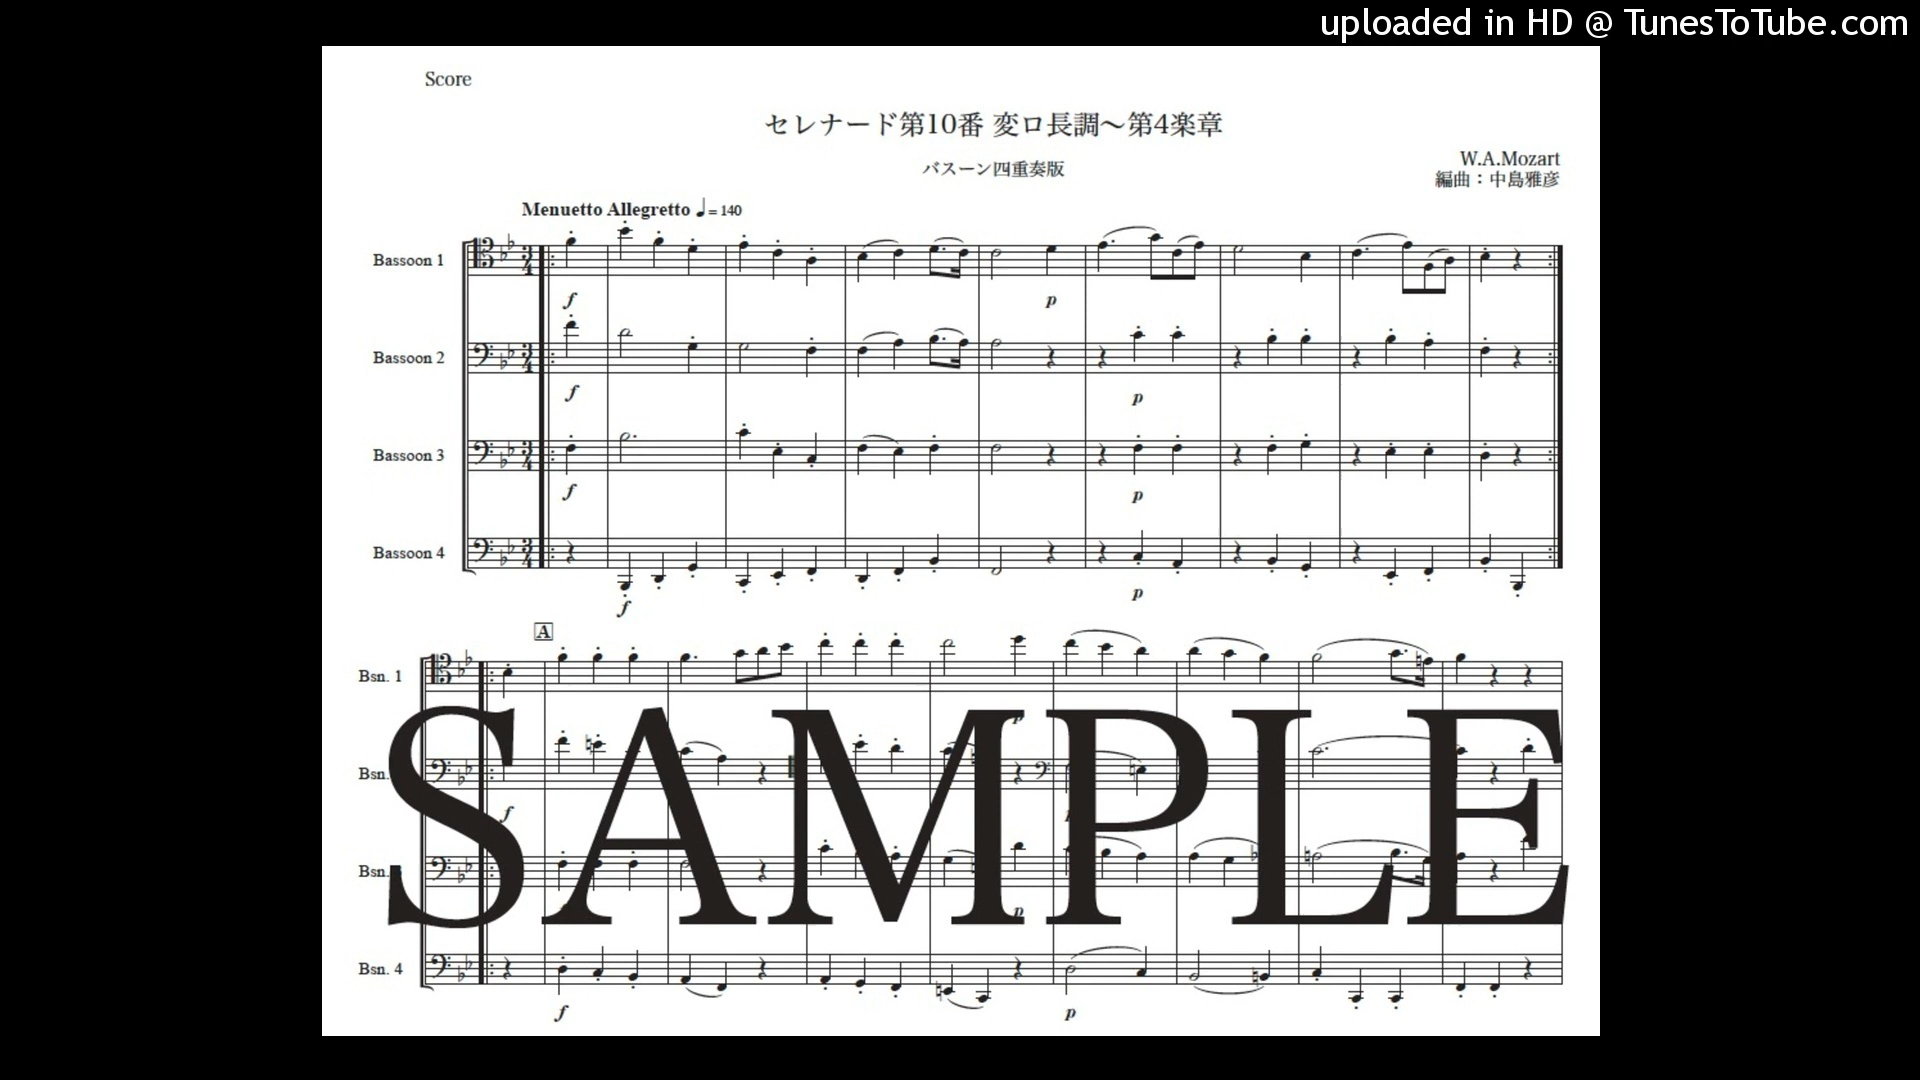 uploaded in HD @ TunesToTube.com
Score
セレナード第10番 変ロ長調～第4楽章
バスーン四重奏版
W.A.Mozart
編曲：中島雅彦
Menuetto Allegretto ♩= 140
Bassoon 1
f
p
Bassoon 2
f
p
Bassoon 3
f
p
Bassoon 4
f
p
A
Bsn. 1
p
Bsn.
f
Bsn.
p
Bsn. 4
f
p
SAMPLE